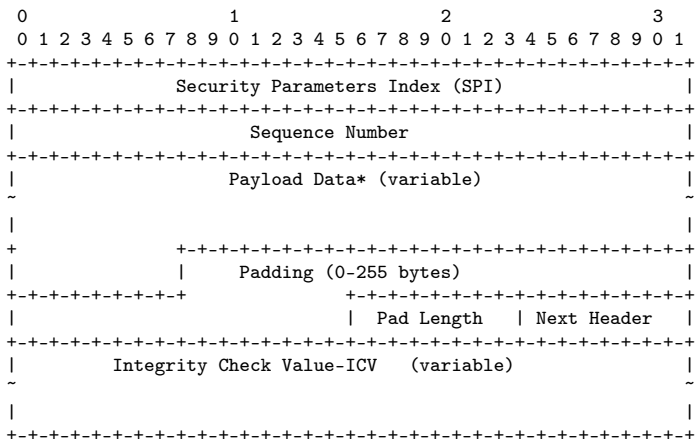 0                   1                   2                   3
 0 1 2 3 4 5 6 7 8 9 0 1 2 3 4 5 6 7 8 9 0 1 2 3 4 5 6 7 8 9 0 1
+-+-+-+-+-+-+-+-+-+-+-+-+-+-+-+-+-+-+-+-+-+-+-+-+-+-+-+-+-+-+-+-+
|               Security Parameters Index (SPI)                 |
+-+-+-+-+-+-+-+-+-+-+-+-+-+-+-+-+-+-+-+-+-+-+-+-+-+-+-+-+-+-+-+-+
|                      Sequence Number                          |
+-+-+-+-+-+-+-+-+-+-+-+-+-+-+-+-+-+-+-+-+-+-+-+-+-+-+-+-+-+-+-+-+
|                    Payload Data* (variable)                   |
~                                                               ~
|                                                               |
+               +-+-+-+-+-+-+-+-+-+-+-+-+-+-+-+-+-+-+-+-+-+-+-+-+
|               |     Padding (0-255 bytes)                     |
+-+-+-+-+-+-+-+-+               +-+-+-+-+-+-+-+-+-+-+-+-+-+-+-+-+
|                               |  Pad Length   | Next Header   |
+-+-+-+-+-+-+-+-+-+-+-+-+-+-+-+-+-+-+-+-+-+-+-+-+-+-+-+-+-+-+-+-+
|         Integrity Check Value-ICV   (variable)                |
~                                                               ~
|                                                               |
+-+-+-+-+-+-+-+-+-+-+-+-+-+-+-+-+-+-+-+-+-+-+-+-+-+-+-+-+-+-+-+-+